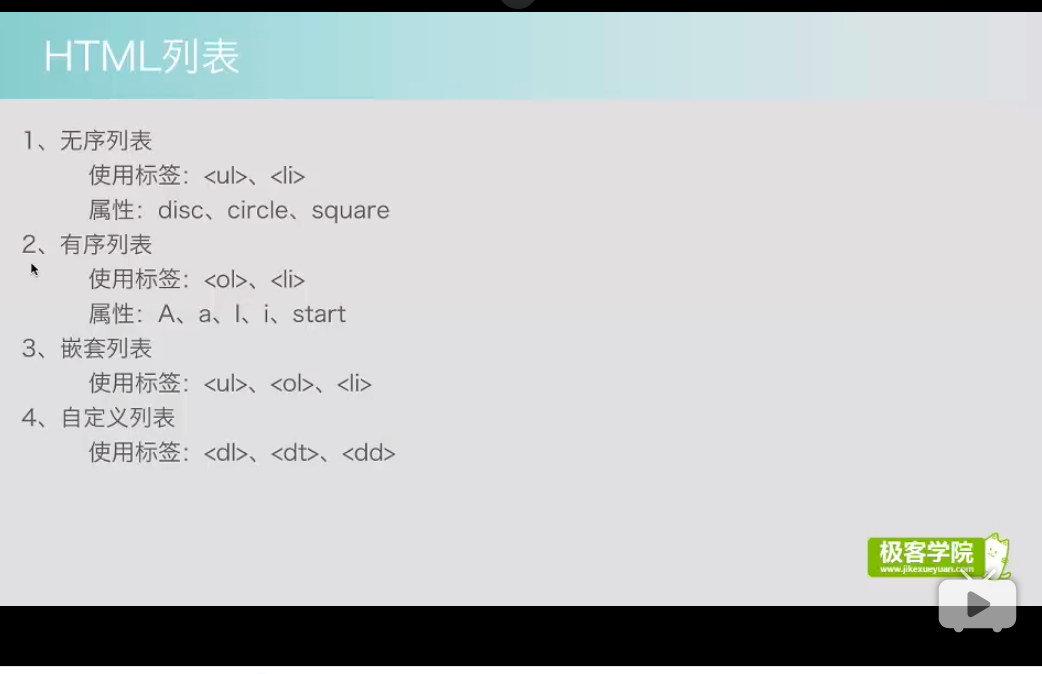 HTML列表
1、无序列表
使用标签：<ul>、<li>
属性：disc、circle、square
2、有序列表
使用标签：<ol>、<li>
属性：A、a、I、i、start
3、嵌套列表
使用标签：<ul>、<ol>、<li>
4、自定义列表
使用标签：<dl>、<dt>、<dd>
极客学院
www.jikexueyuan.com